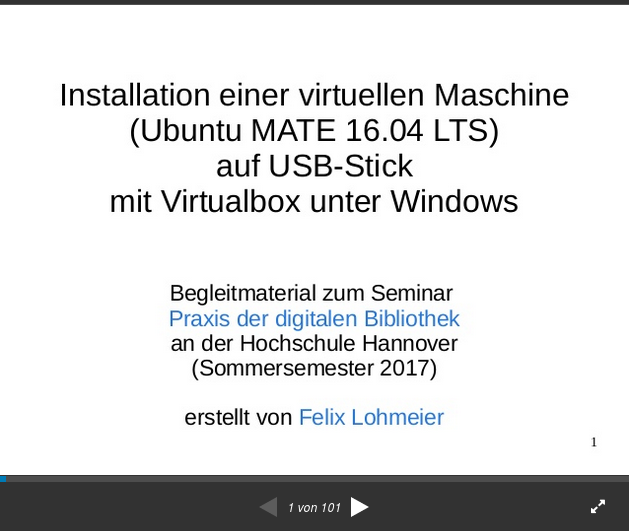 Installation einer virtuellen Maschine
(Ubuntu MATE 16.04 LTS)
auf USB-Stick
mit Virtualbox unter Windows
Begleitmaterial zum Seminar
Praxis der digitalen Bibliothek
an der Hochschule Hannover
(Sommersemester 2017)
erstellt von Felix Lohmeier
1
1 von 101